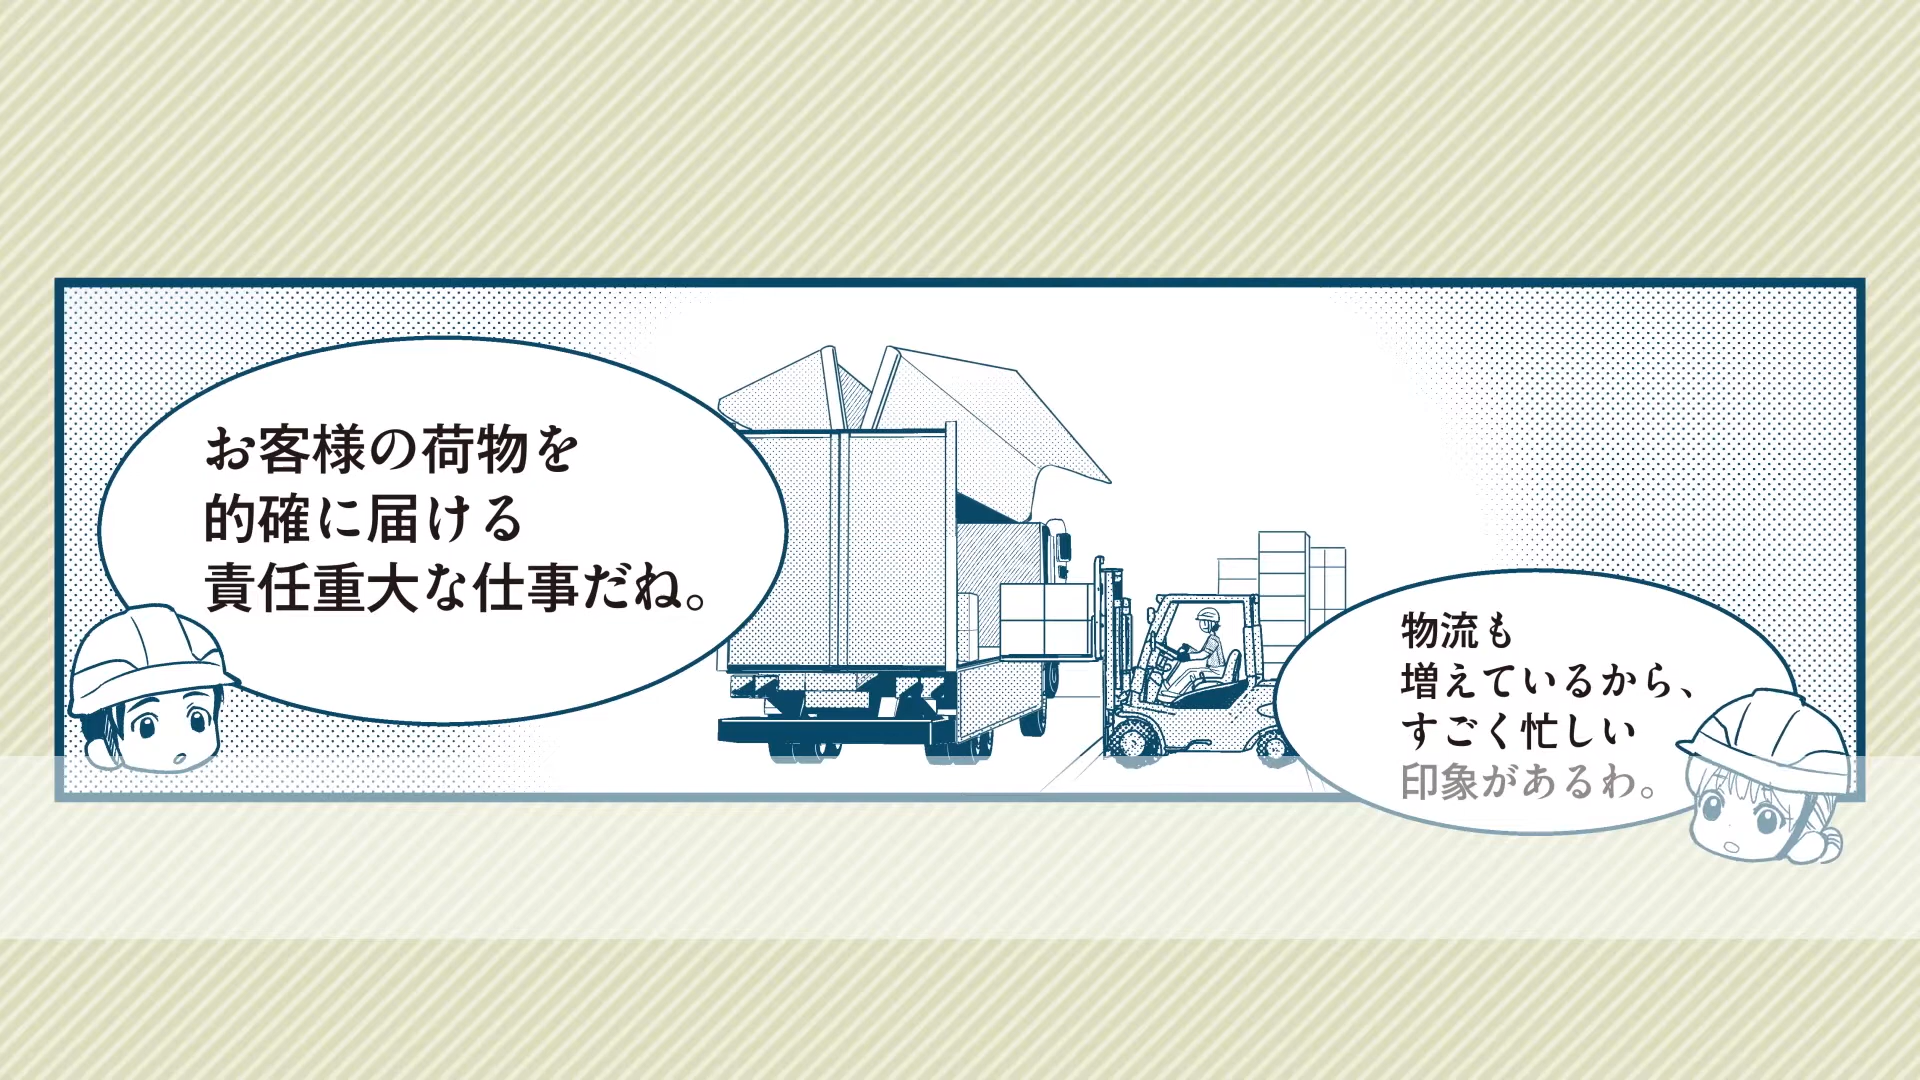 お客様の荷物を
的確に届ける
責任重大な仕事だね。
物流も
増えているから、
すごく忙しい
印象があるわ。